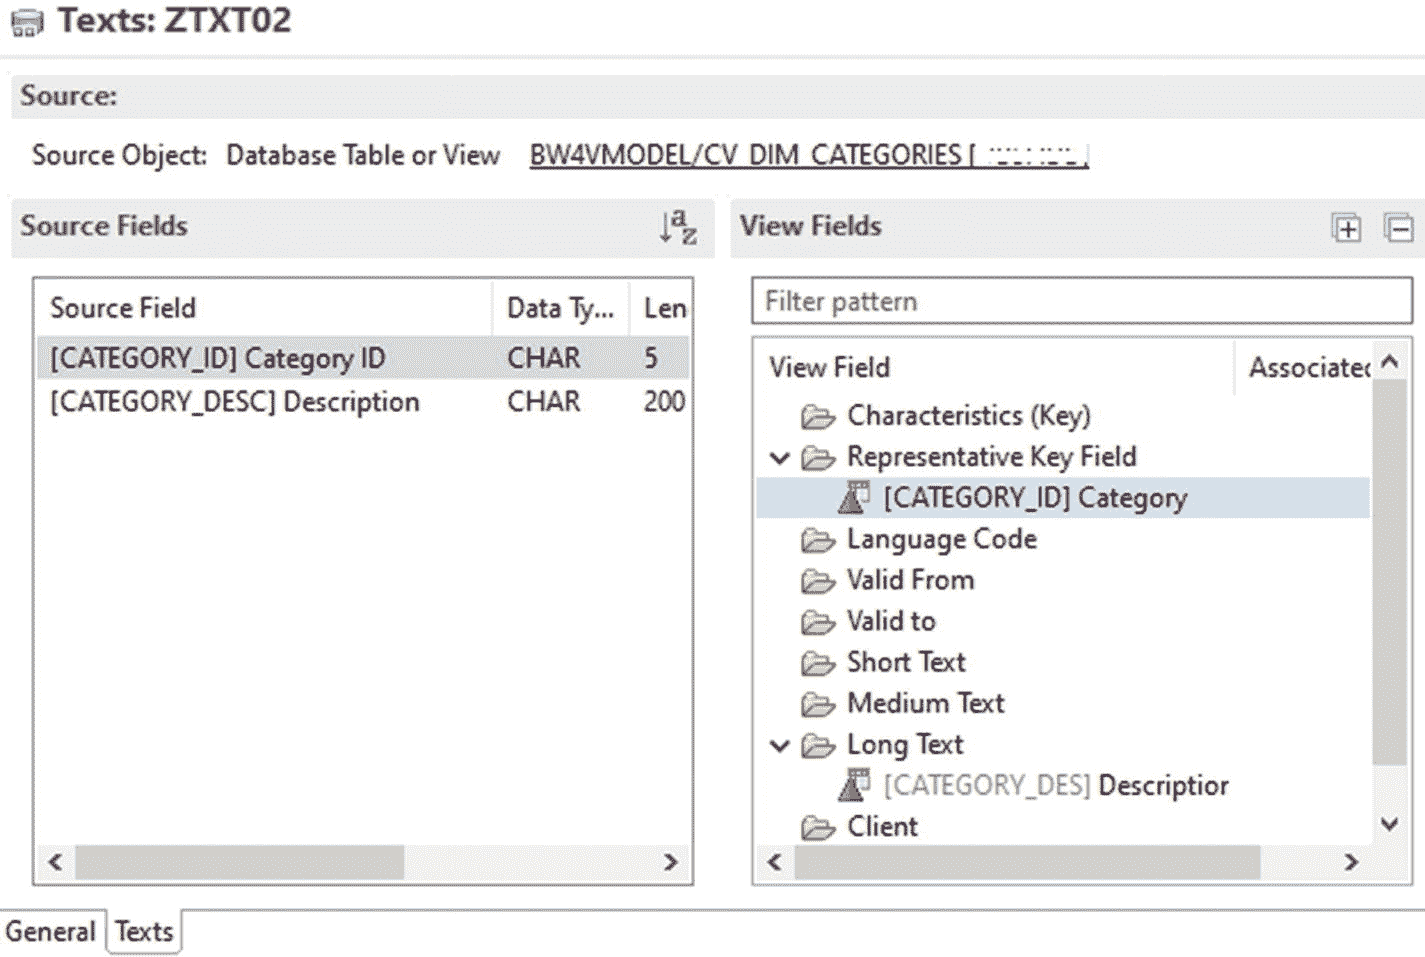 Texts: ZTXT02
Source:
Source Object: Database Table or View BW4VMODEL/CV_DIM_CATEGORIES [
Source Fields
View Fields
Source Field Data Ty... Len
[CATEGORY_ID] Category ID CHAR 5
[CATEGORY_DESC] Description CHAR 200
Filter pattern
View Field Associated
Characteristics (Key)
Representative Key Field
[CATEGORY_ID] Category
Language Code
Valid From
Valid to
Short Text
Medium Text
Long Text
[CATEGORY_DES] Description
Client
General Texts